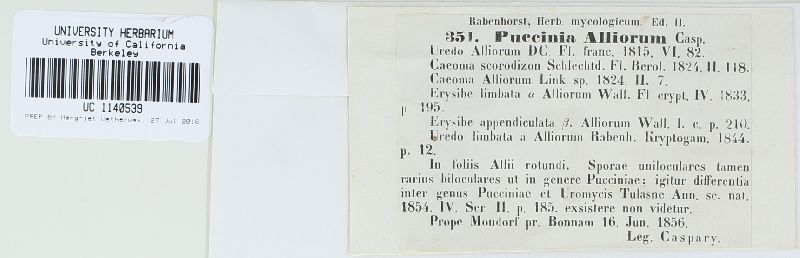 UNIVERSITY HERBARIUM
University of California
Berkeley
UC 1140539
PREP BY Margriet Wetherwax, 27 Jul 2016
Rabenhorst, Herb. mycologicum. Ed. II.
351. Puccinia Alliorum Casp.
Uredo Alliorum DC. Fl. franc. 1815. VI. 82.
Caeoma scorodizon Schlechtd. Fl. Berol. 1824. II. 118.
Caeoma Alliorum Link sp. 1824. II. 7.
Erysibe limbata α Alliorum Wall. Fl crypt. IV. 1833.
p. 195.
Erysibe appendiculata β. Alliorum Wall. l. c. p. 210.
Uredo limbata a Alliorum Rabenh. Kryptogam. 1844.
p. 12.
In foliis Allii rotundi. Sporae uniloculares tamen
rarius biloculares ut in genere Pucciniae; igitur differentia
inter genus Pucciniae et Uromycis Tulasne Ann. sc. nat.
1854. IV. Ser II. p. 185. exsistere non videtur.
Prope Mondorf pr. Bonnam 16. Jun. 1856.
Leg. Caspary.